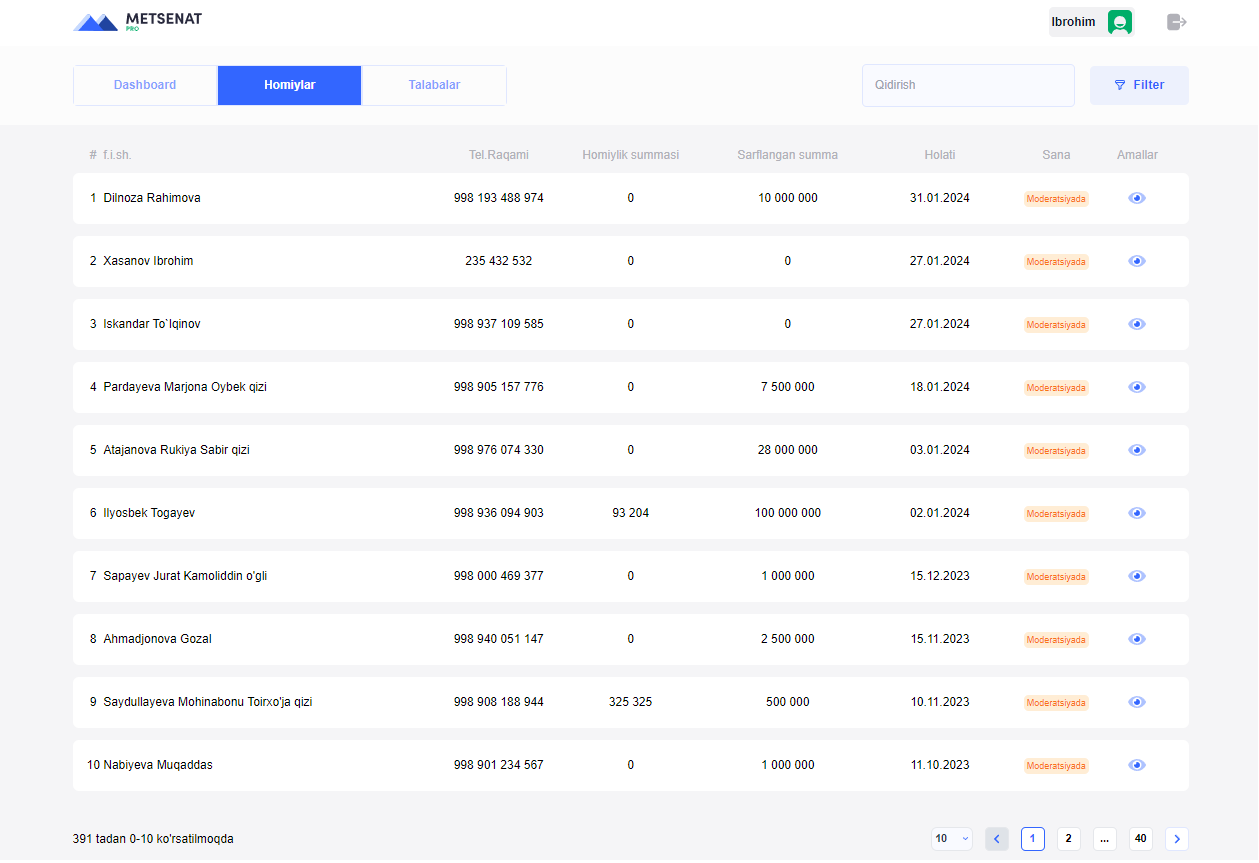 METSENAT
PRO
Ibrohim
Dashboard Homiylar Talabalar Qidirish Filter
# f.i.sh. Tel.Raqami Homiylik summasi Sarflangan summa Holati Sana Amallar
1 Dilnoza Rahimova 998 193 488 974 0 10 000 000 31.01.2024 Moderatsiyada
2 Xasanov Ibrohim 235 432 532 0 0 27.01.2024 Moderatsiyada
3 Iskandar To`lqinov 998 937 109 585 0 0 27.01.2024 Moderatsiyada
4 Pardayeva Marjona Oybek qizi 998 905 157 776 0 7 500 000 18.01.2024 Moderatsiyada
5 Atajanova Rukiya Sabir qizi 998 976 074 330 0 28 000 000 03.01.2024 Moderatsiyada
6 Ilyosbek Togayev 998 936 094 903 93 204 100 000 000 02.01.2024 Moderatsiyada
7 Sapayev Jurat Kamoliddin o'gli 998 000 469 377 0 1 000 000 15.12.2023 Moderatsiyada
8 Ahmadjonova Gozal 998 940 051 147 0 2 500 000 15.11.2023 Moderatsiyada
9 Saydullayeva Mohinabonu Toirxo'ja qizi 998 908 188 944 325 325 500 000 10.11.2023 Moderatsiyada
10 Nabiyeva Muqaddas 998 901 234 567 0 1 000 000 11.10.2023 Moderatsiyada
391 tadan 0-10 ko'rsatilmoqda 10 1 2 ... 40